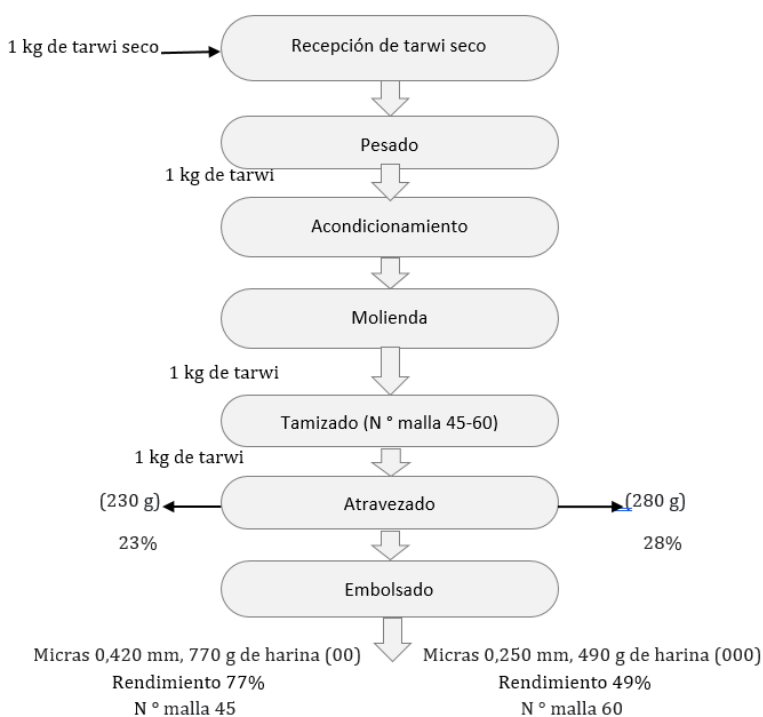 1 kg de tarwi seco
Recepción de tarwi seco
Pesado
1 kg de tarwi
Acondicionamiento
Molienda
1 kg de tarwi
Tamizado (N ° malla 45-60)
1 kg de tarwi
(230 g)
Atravezado
(280 g)
23%
28%
Embolsado
Micras 0,420 mm, 770 g de harina (00)
Rendimiento 77%
N ° malla 45
Micras 0,250 mm, 490 g de harina (000)
Rendimiento 49%
N ° malla 60